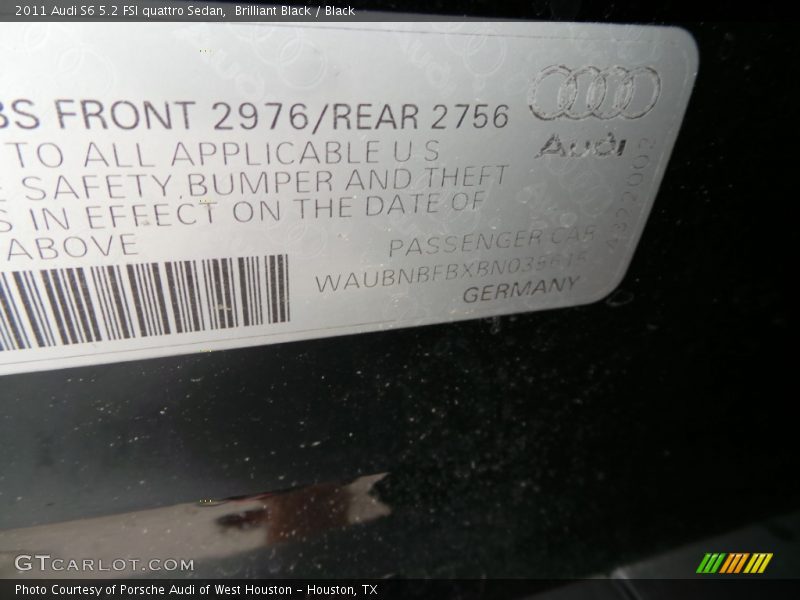 2011 Audi S6 5.2 FSI quattro Sedan, Brilliant Black / Black
BS FRONT 2976/REAR 2756
TO ALL APPLICABLE U S
SAFETY, BUMPER AND THEFT
S IN EFFECT ON THE DATE OF
ABOVE
PASSENGER CAR
GERMANY
Audi
4322002
GTCARLOT.COM
Photo Courtesy of Porsche Audi of West Houston - Houston, TX